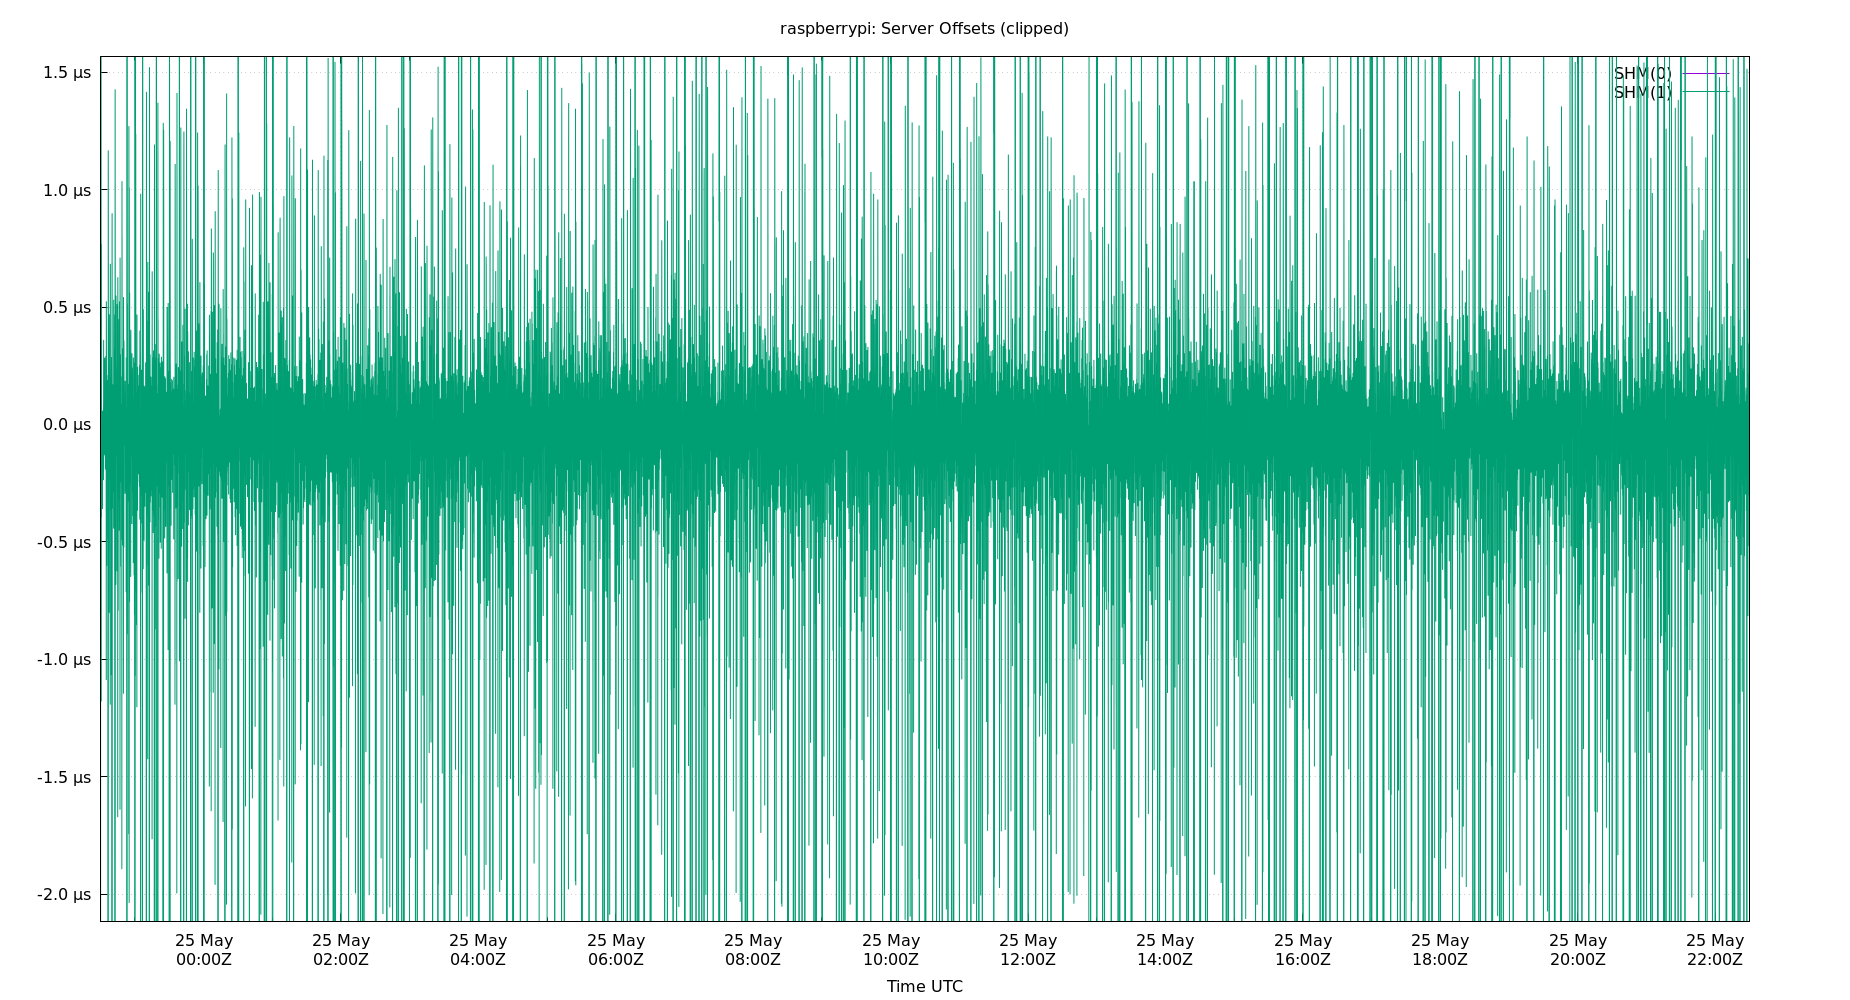 raspberrypi: Server Offsets (clipped)
1.5 µs
1.0 µs
0.5 µs
0.0 µs
-0.5 µs
-1.0 µs
-1.5 µs
-2.0 µs
SHM(0)
SHM(1)
25 May 25 May 25 May 25 May 25 May 25 May 25 May 25 May 25 May 25 May 25 May 25 May
00:00Z 02:00Z 04:00Z 06:00Z 08:00Z 10:00Z 12:00Z 14:00Z 16:00Z 18:00Z 20:00Z 22:00Z
Time UTC